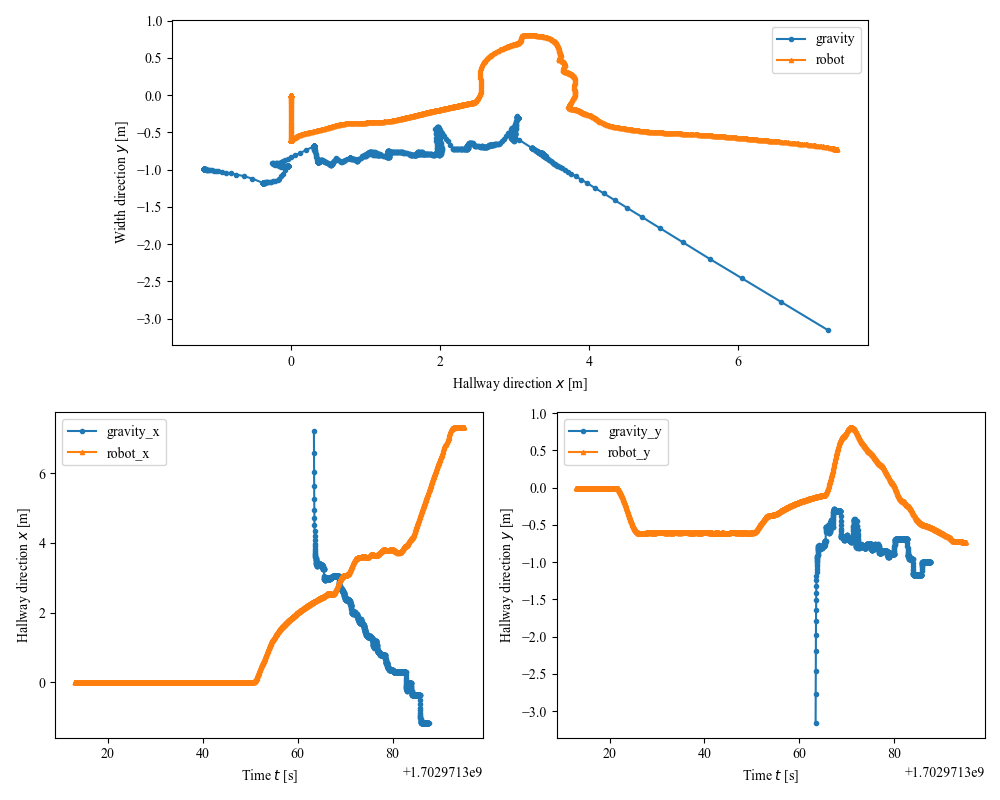 1.0
0.5
0.0
−0.5
−1.0
−1.5
−2.0
−2.5
−3.0
Width direction y [m]
gravity
robot
0 2 4 6
Hallway direction x [m]
gravity_x
robot_x
6
4
2
0
Hallway direction x [m]
20 40 60 80
Time t [s]
+1.7029713e9
gravity_y
robot_y
1.0
0.5
0.0
−0.5
−1.0
−1.5
−2.0
−2.5
−3.0
Hallway direction y [m]
20 40 60 80
Time t [s]
+1.7029713e9